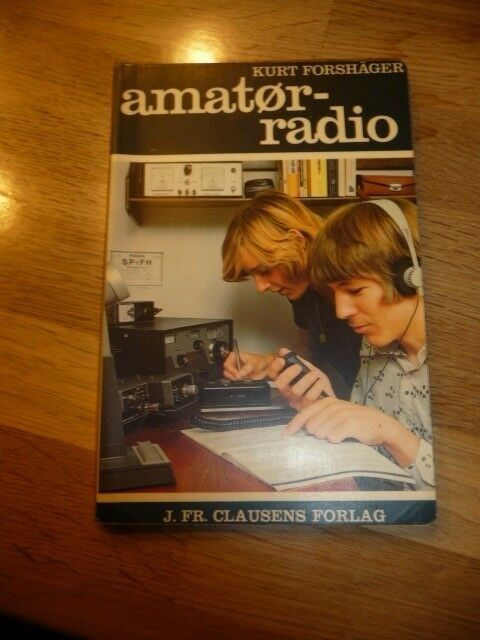 KURT FORSHÄGER
amatør-
radio
SP-FH
J. FR. CLAUSENS FORLAG